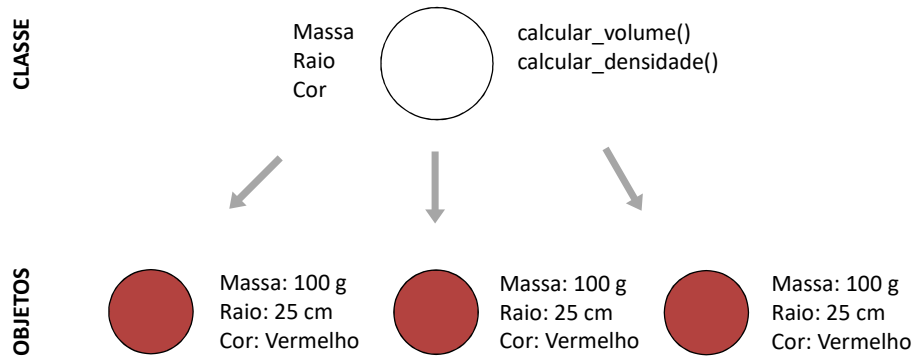 CLASSE
Massa
Raio
Cor
calcular_volume()
calcular_densidade()
OBJETOS
Massa: 100 g
Raio: 25 cm
Cor: Vermelho
Massa: 100 g
Raio: 25 cm
Cor: Vermelho
Massa: 100 g
Raio: 25 cm
Cor: Vermelho